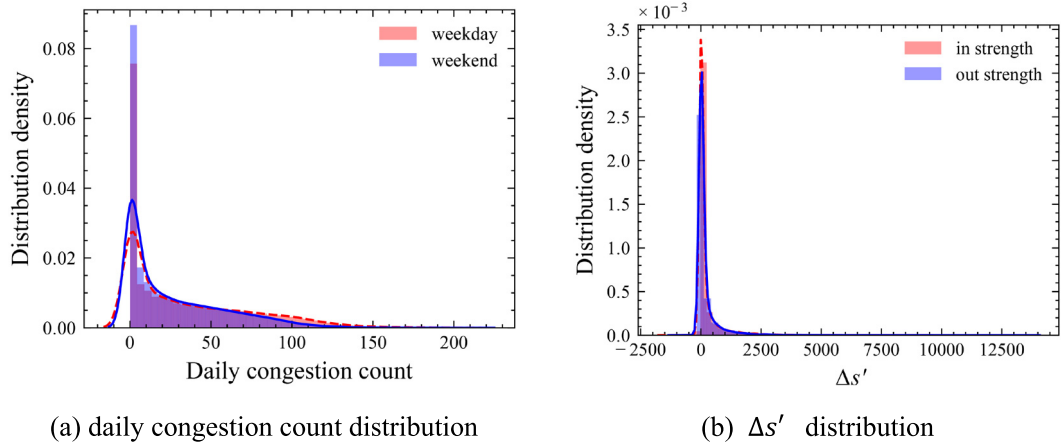 weekday
weekend
Distribution density
0.08
0.06
0.04
0.02
0.00
0
50
100
150
200
Daily congestion count
(a) daily congestion count distribution
× 10⁻³
in strength
out strength
Distribution density
3.5
3.0
2.5
2.0
1.5
1.0
0.5
0.0
−2500
0
2500
5000
7500
10000
12500
Δs′
(b) Δs′ distribution